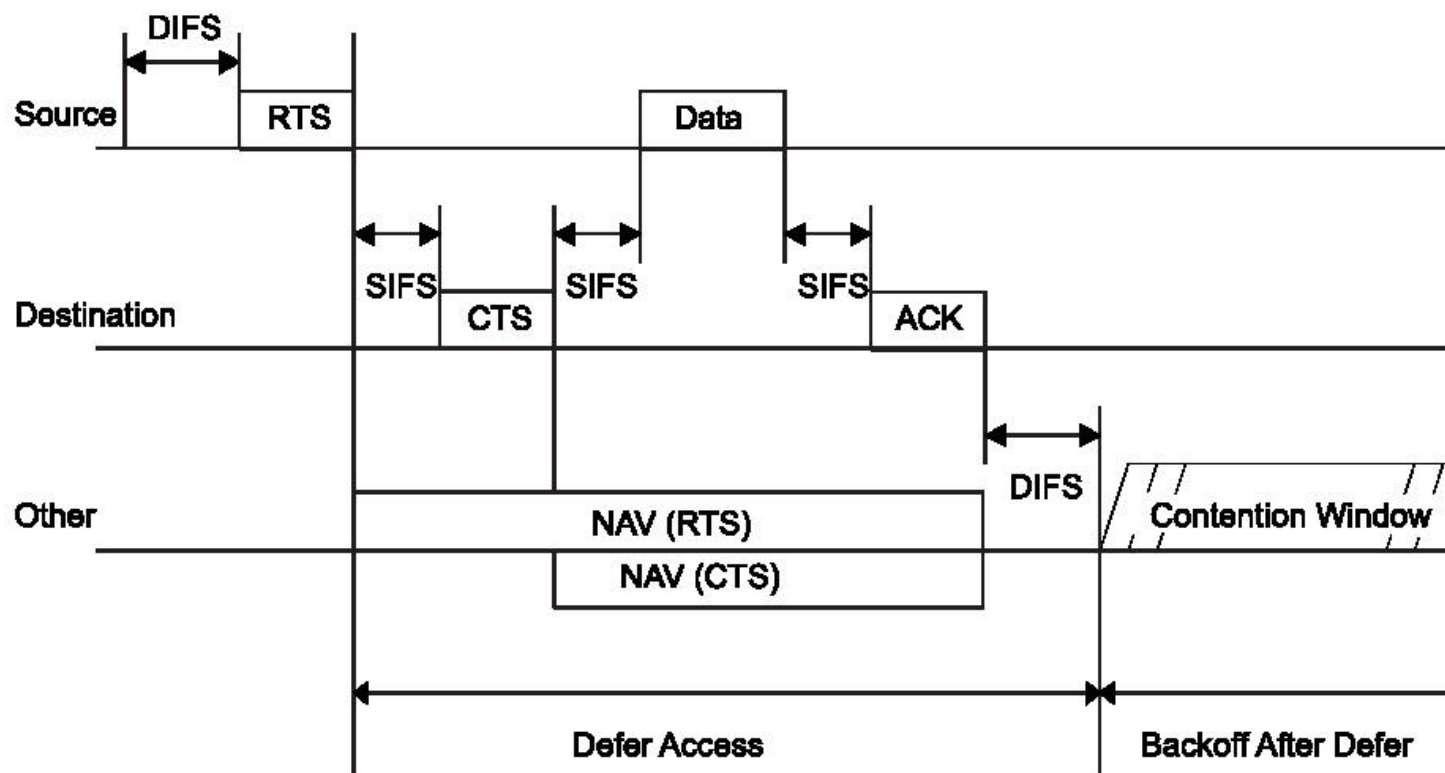 DIFS
Source
RTS
Data
SIFS
SIFS
SIFS
Destination
CTS
ACK
DIFS
Other
NAV (RTS)
Contention Window
NAV (CTS)
Defer Access
Backoff After Defer